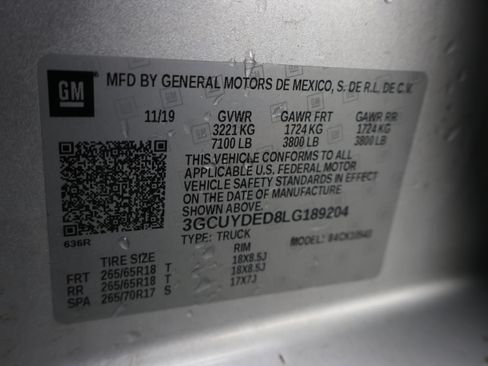 GM
MFD BY GENERAL MOTORS DE MEXICO, S. DE R.L. DE C.V.
11/19 GVWR GAWR FRT GAWR RR
3221 KG 1724 KG 1724 KG
7100 LB 3800 LB 3800 LB
THIS VEHICLE CONFORMS TO ALL
APPLICABLE U.S. FEDERAL MOTOR
VEHICLE SAFETY STANDARDS IN EFFECT
ON THE DATE OF MANUFACTURE
SHOWN ABOVE.
3GCUYDED8LG189204
636R
TYPE: TRUCK MODEL:
TIRE SIZE RIM
FRT 265/65R18 T 18X8.5J
RR 265/65R18 T 18X8.5J
SPA 265/70R17 S 17X7J